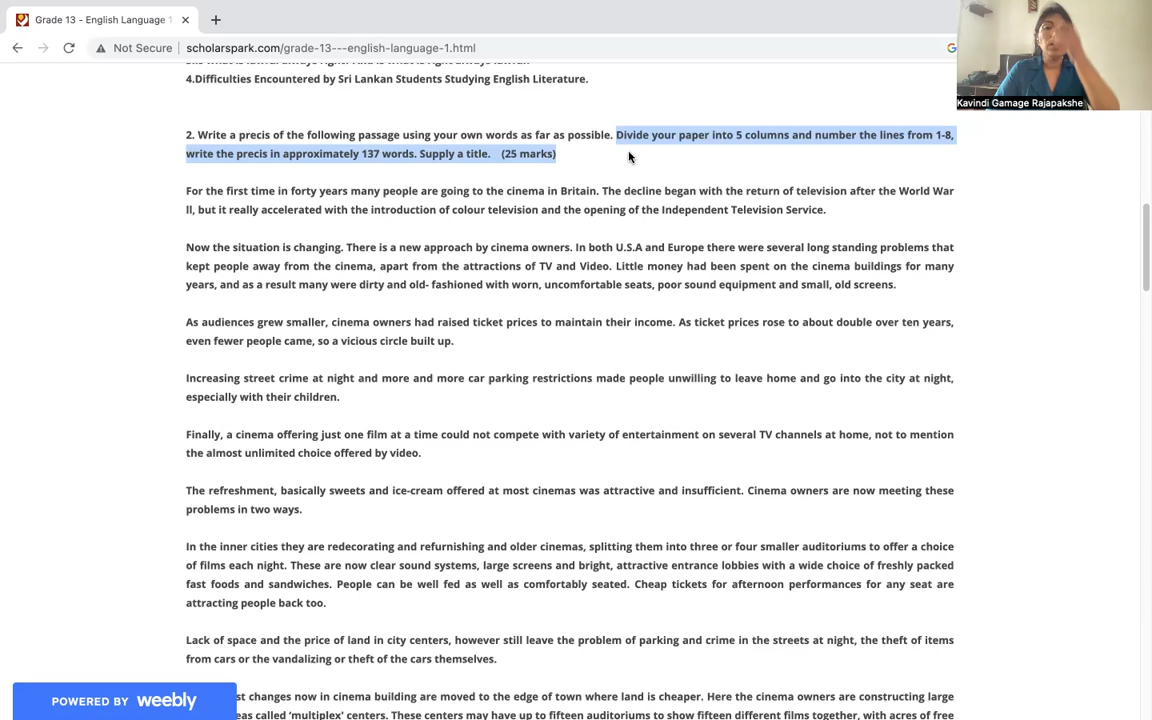 Grade 13 - English Language 1
Not Secure
scholarspark.com/grade-13---english-language-1.html
Kavindi Gamage Rajapakshe
4.Difficulties Encountered by Sri Lankan Students Studying English Literature.
2. Write a precis of the following passage using your own words as far as possible. Divide your paper into 5 columns and number the lines from 1-8,
write the precis in approximately 137 words. Supply a title. (25 marks)
For the first time in forty years many people are going to the cinema in Britain. The decline began with the return of television after the World War
ll, but it really accelerated with the introduction of colour television and the opening of the Independent Television Service.
Now the situation is changing. There is a new approach by cinema owners. In both U.S.A and Europe there were several long standing problems that
kept people away from the cinema, apart from the attractions of TV and Video. Little money had been spent on the cinema buildings for many
years, and as a result many were dirty and old- fashioned with worn, uncomfortable seats, poor sound equipment and small, old screens.
As audiences grew smaller, cinema owners had raised ticket prices to maintain their income. As ticket prices rose to about double over ten years,
even fewer people came, so a vicious circle built up.
Increasing street crime at night and more and more car parking restrictions made people unwilling to leave home and go into the city at night,
especially with their children.
Finally, a cinema offering just one film at a time could not compete with variety of entertainment on several TV channels at home, not to mention
the almost unlimited choice offered by video.
The refreshment, basically sweets and ice-cream offered at most cinemas was attractive and insufficient. Cinema owners are now meeting these
problems in two ways.
In the inner cities they are redecorating and refurnishing and older cinemas, splitting them into three or four smaller auditoriums to offer a choice
of films each night. These are now clear sound systems, large screens and bright, attractive entrance lobbies with a wide choice of freshly packed
fast foods and sandwiches. People can be well fed as well as comfortably seated. Cheap tickets for afternoon performances for any seat are
attracting people back too.
Lack of space and the price of land in city centers, however still leave the problem of parking and crime in the streets at night, the theft of items
from cars or the vandalizing or theft of the cars themselves.
changes now in cinema building are moved to the edge of town where land is cheaper. Here the cinema owners are constructing large
called 'multiplex' centers. These centers may have up to fifteen auditoriums to show fifteen different films together, with acres of free
POWERED BY weebly